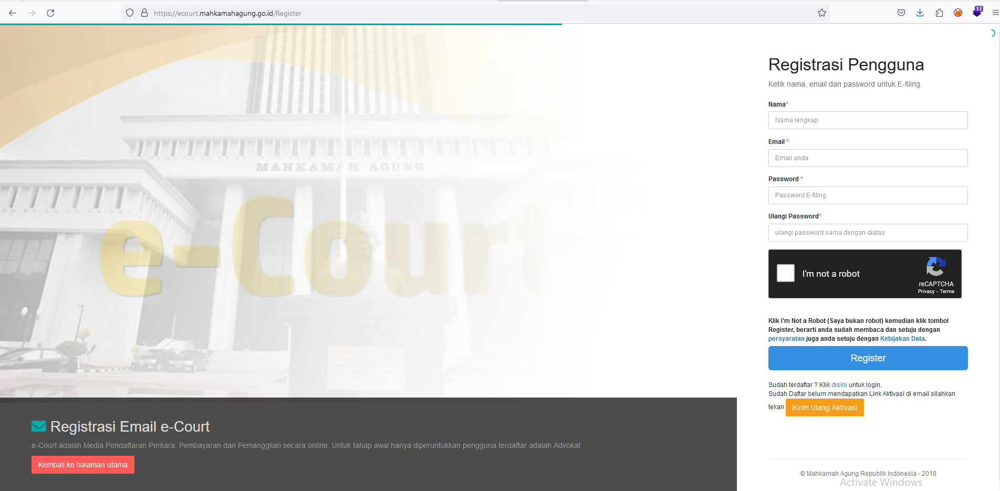 https://ecourt.mahkamahagung.go.id/Register
13
MAHKAMAH AGUNG
e-Court
Registrasi Pengguna
Ketik nama, email dan password untuk E-filing.
Nama*
Nama lengkap
Email *
Email anda
Password *
Password E-filing
Ulangi Password*
ulangi password sama dengan diatas
I'm not a robot
reCAPTCHA
Privacy - Terms
Klik I'm Not a Robot (Saya bukan robot) kemudian klik tombol
Register, berarti anda sudah membaca dan setuju dengan
persyaratan juga anda setuju dengan Kebijakan Data.
Register
Sudah terdaftar ? Klik disini untuk login.
Sudah Daftar belum mendapatkan Link Aktivasi di email silahkan
tekan Kirim Ulang Aktivasi
Registrasi Email e-Court
e-Court adalah Media Pendaftaran Perkara, Pembayaran dan Pemanggilan secara online. Untuk tahap awal hanya diperuntukkan pengguna terdaftar adalah Advokat
Kembali ke halaman utama
© Mahkamah Agung Republik Indonesia - 2018
Activate Windows